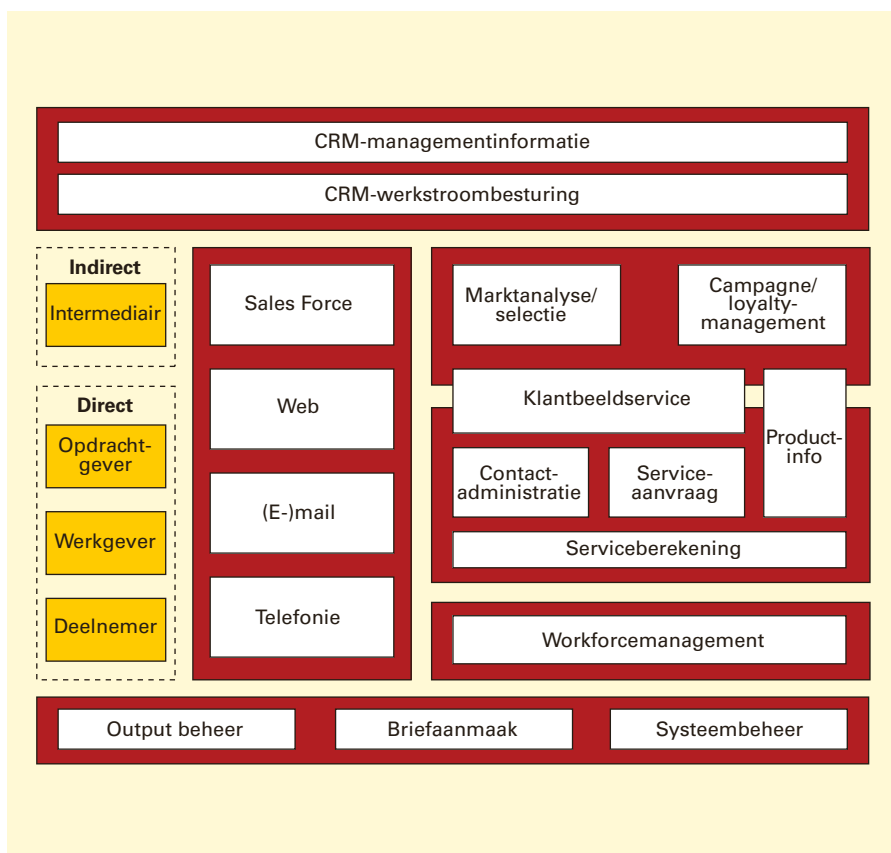 CRM-managementinformatie
CRM-werkstroombesturing
Indirect
Intermediair
Direct
Opdracht-
gever
Werkgever
Deelnemer
Sales Force
Web
(E-)mail
Telefonie
Marktanalyse/
selectie
Campagne/
loyalty-
management
Klantbeeldservice
Product-
info
Contact-
administratie
Service-
aanvraag
Serviceberekening
Workforcemanagement
Output beheer
Briefaanmaak
Systeembeheer